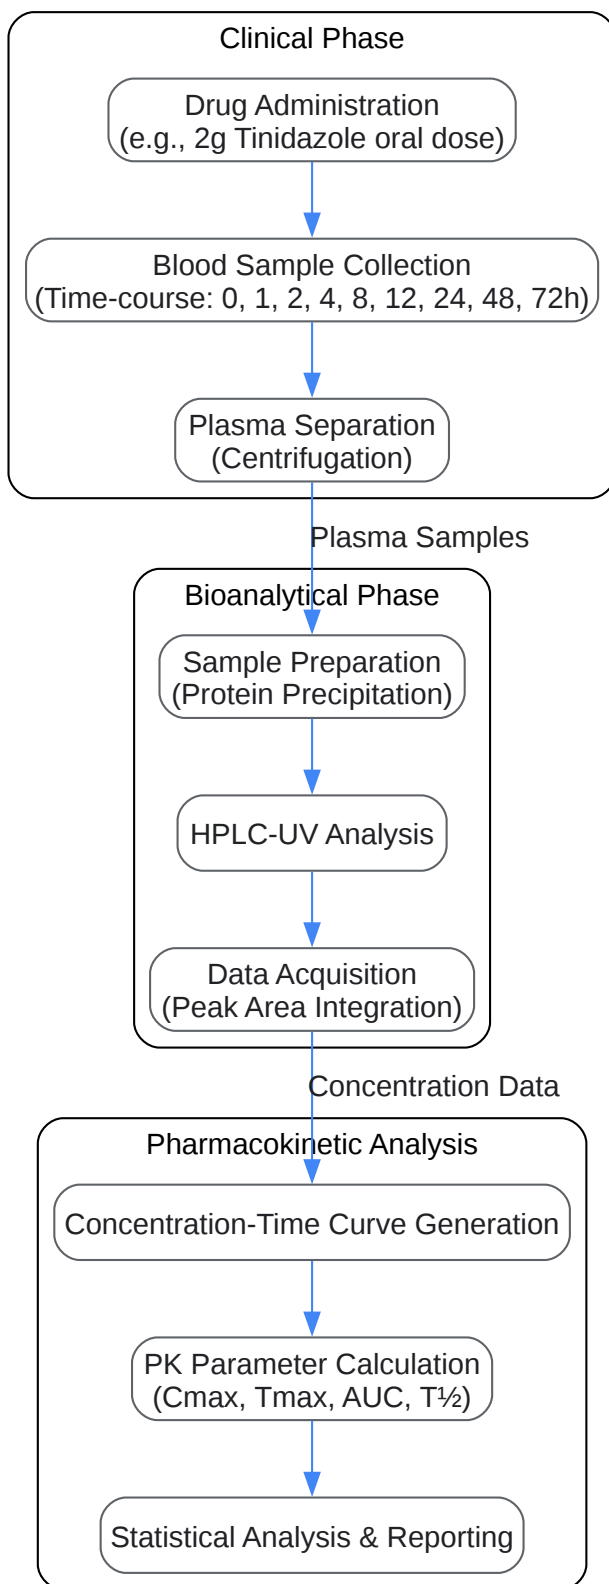 Clinical Phase
Drug Administration
(e.g., 2g Tinidazole oral dose)
Blood Sample Collection
(Time-course: 0, 1, 2, 4, 8, 12, 24, 48, 72h)
Plasma Separation
(Centrifugation)
Plasma Samples
Bioanalytical Phase
Sample Preparation
(Protein Precipitation)
HPLC-UV Analysis
Data Acquisition
(Peak Area Integration)
Concentration Data
Pharmacokinetic Analysis
Concentration-Time Curve Generation
PK Parameter Calculation
(Cmax, Tmax, AUC, T½)
Statistical Analysis & Reporting